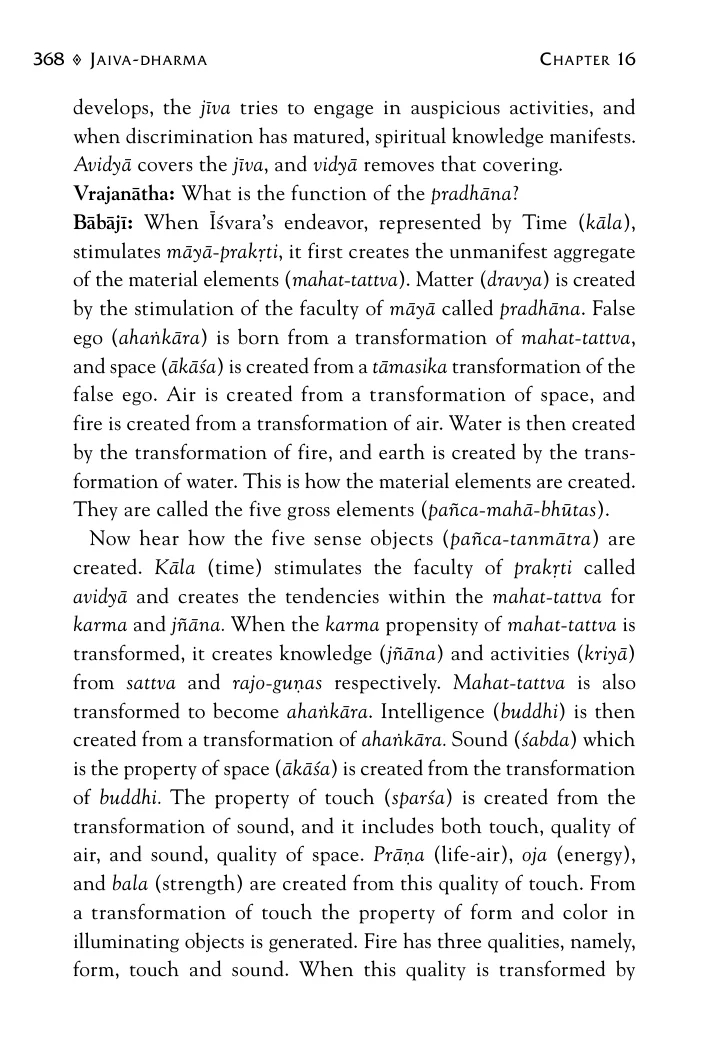 368 ◊ JAIVA-DHARMA CHAPTER 16
develops, the jīva tries to engage in auspicious activities, and
when discrimination has matured, spiritual knowledge manifests.
Avidyā covers the jīva, and vidyā removes that covering.
Vrajanātha: What is the function of the pradhāna?
Bābājī: When Īśvara’s endeavor, represented by Time (kāla),
stimulates māyā-prakṛti, it first creates the unmanifest aggregate
of the material elements (mahat-tattva). Matter (dravya) is created
by the stimulation of the faculty of māyā called pradhāna. False
ego (ahaṅkāra) is born from a transformation of mahat-tattva,
and space (ākāśa) is created from a tāmasika transformation of the
false ego. Air is created from a transformation of space, and
fire is created from a transformation of air. Water is then created
by the transformation of fire, and earth is created by the trans-
formation of water. This is how the material elements are created.
They are called the five gross elements (pañca-mahā-bhūtas).
Now hear how the five sense objects (pañca-tanmātra) are
created. Kāla (time) stimulates the faculty of prakṛti called
avidyā and creates the tendencies within the mahat-tattva for
karma and jñāna. When the karma propensity of mahat-tattva is
transformed, it creates knowledge (jñāna) and activities (kriyā)
from sattva and rajo-guṇas respectively. Mahat-tattva is also
transformed to become ahaṅkāra. Intelligence (buddhi) is then
created from a transformation of ahaṅkāra. Sound (śabda) which
is the property of space (ākāśa) is created from the transformation
of buddhi. The property of touch (sparśa) is created from the
transformation of sound, and it includes both touch, quality of
air, and sound, quality of space. Prāṇa (life-air), oja (energy),
and bala (strength) are created from this quality of touch. From
a transformation of touch the property of form and color in
illuminating objects is generated. Fire has three qualities, namely,
form, touch and sound. When this quality is transformed by